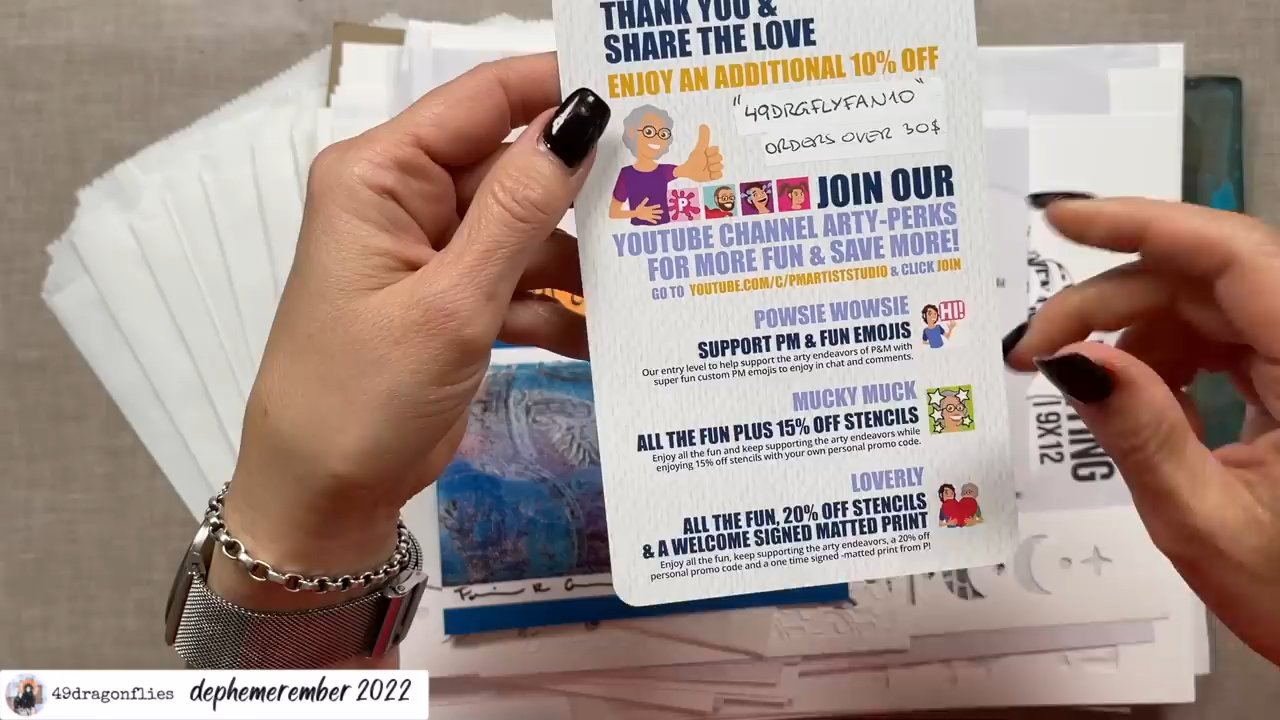 THANK YOU &
SHARE THE LOVE
ENJOY AN ADDITIONAL 10% OFF
"49DRGFLYFAN10"
ORDERS OVER 30$
P
JOIN OUR
YOUTUBE CHANNEL ARTY-PERKS
FOR MORE FUN & SAVE MORE!
GO TO YOUTUBE.COM/C/PMARTISTSTUDIO & CLICK JOIN
POWSIE WOWSIE
HI!
SUPPORT PM & FUN EMOJIS
Our entry level to help support the arty endeavors of P&M with
super fun custom PM emojis to enjoy in chat and comments.
MUCKY MUCK
ALL THE FUN PLUS 15% OFF STENCILS
Enjoy all the fun and keep supporting the arty endeavors while
enjoying 15% off stencils with your own personal promo code.
LOVERLY
ALL THE FUN, 20% OFF STENCILS
& A WELCOME SIGNED MATTED PRINT
Enjoy all the fun, keep supporting the arty endeavors, a 20% off
personal promo code and a one time signed -matted print from P!
(19X12
49dragonflies dephemerember 2022